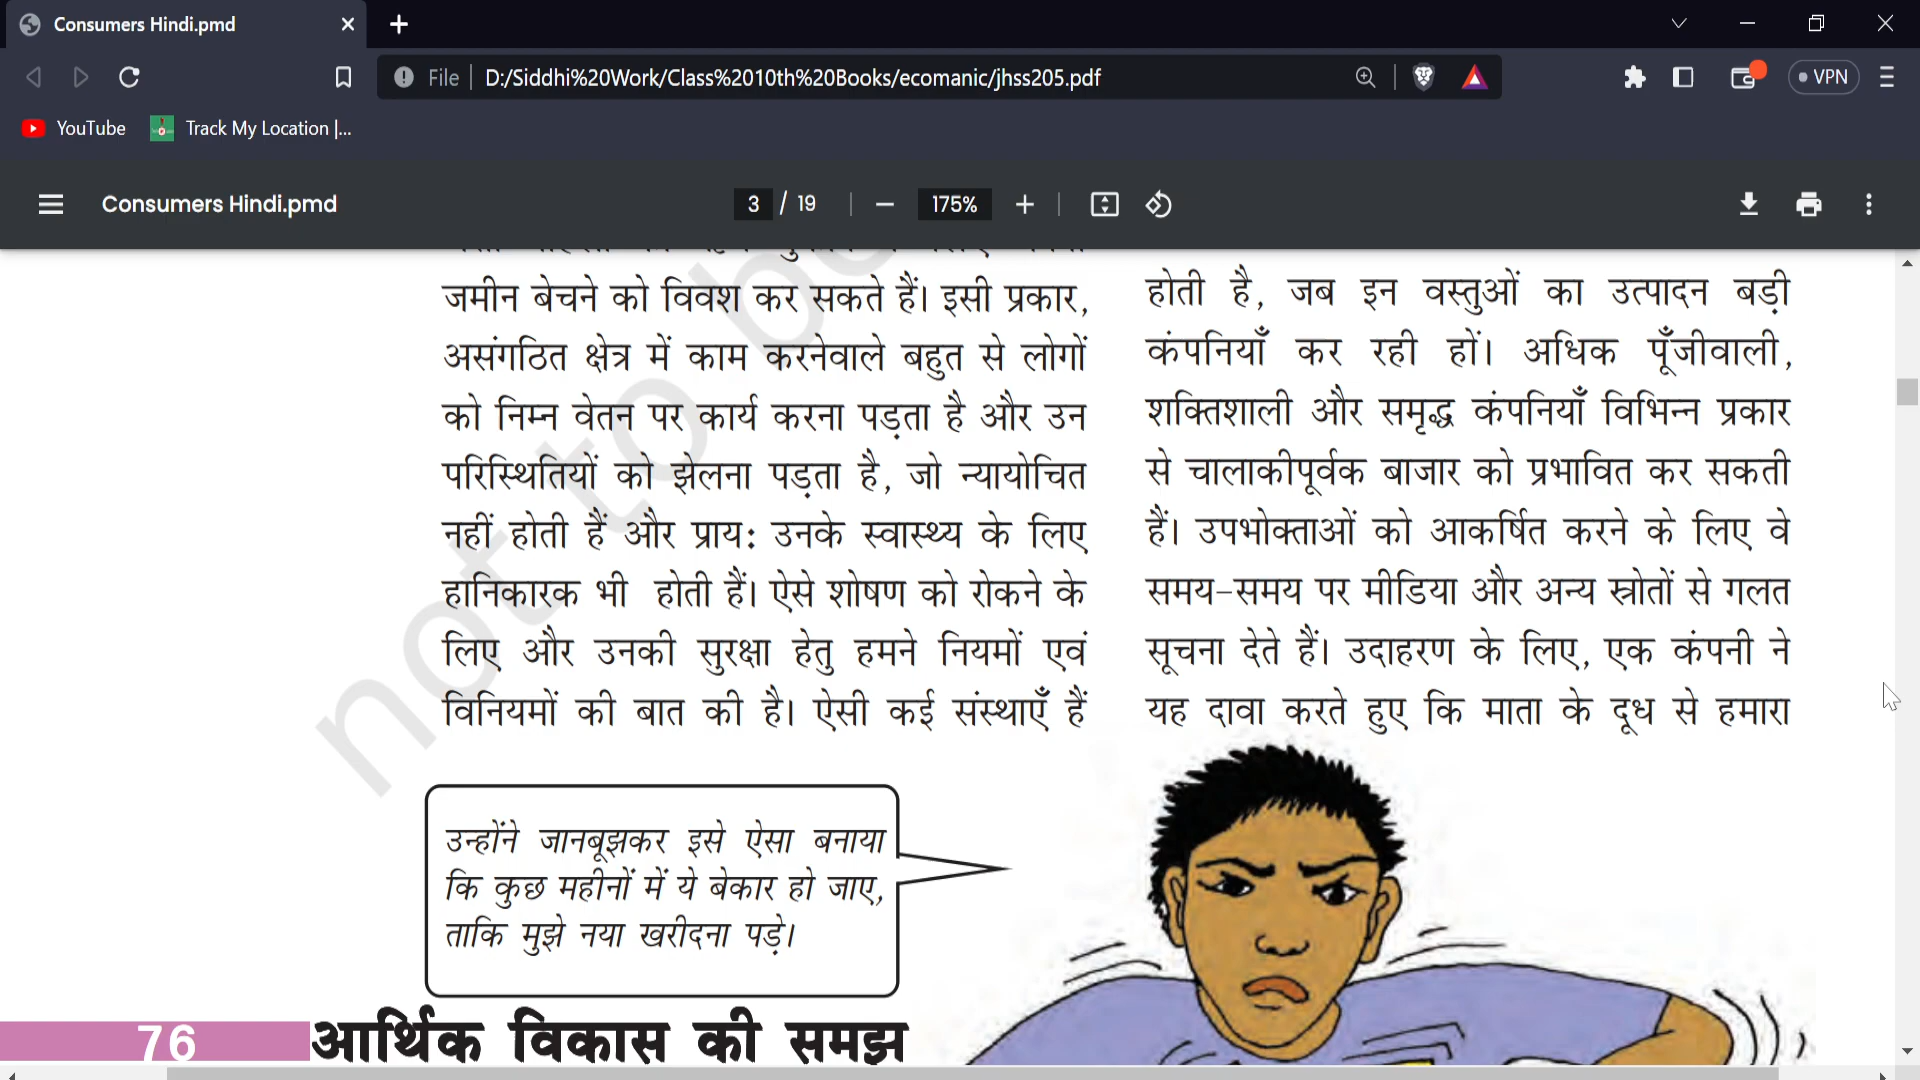 Consumers Hindi.pmd
File
D:/Siddhi%20Work/Class%2010th%20Books/ecomanic/jhss205.pdf
VPN
YouTube
Track My Location |...
Consumers Hindi.pmd
3 / 19
175%
जमीन बेचने को विवश कर सकते हैं। इसी प्रकार,
असंगठित क्षेत्र में काम करनेवाले बहुत से लोगों
को निम्न वेतन पर कार्य करना पड़ता है और उन
परिस्थितियों को झेलना पड़ता है, जो न्यायोचित
नहीं होती हैं और प्राय: उनके स्वास्थ्य के लिए
हानिकारक भी होती हैं। ऐसे शोषण को रोकने के
लिए और उनकी सुरक्षा हेतु हमने नियमों एवं
विनियमों की बात की है। ऐसी कई संस्थाएँ हैं
होती है, जब इन वस्तुओं का उत्पादन बड़ी
कंपनियाँ कर रही हों। अधिक पूँजीवाली,
शक्तिशाली और समृद्ध कंपनियाँ विभिन्न प्रकार
से चालाकीपूर्वक बाजार को प्रभावित कर सकती
हैं। उपभोक्ताओं को आकर्षित करने के लिए वे
समय-समय पर मीडिया और अन्य स्त्रोतों से गलत
सूचना देते हैं। उदाहरण के लिए, एक कंपनी ने
यह दावा करते हुए कि माता के दूध से हमारा
not to be
उन्होंने जानबूझकर इसे ऐसा बनाया
कि कुछ महीनों में ये बेकार हो जाए,
ताकि मुझे नया खरीदना पड़े।
76
आर्थिक विकास की समझ